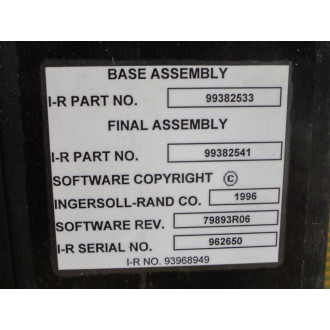 BASE ASSEMBLY
I-R PART NO. 99382533
FINAL ASSEMBLY
I-R PART NO. 99382541
SOFTWARE COPYRIGHT ©
INGERSOLL-RAND CO. 1996
SOFTWARE REV. 79893R06
I-R SERIAL NO. 962650
I-R NO. 93968949